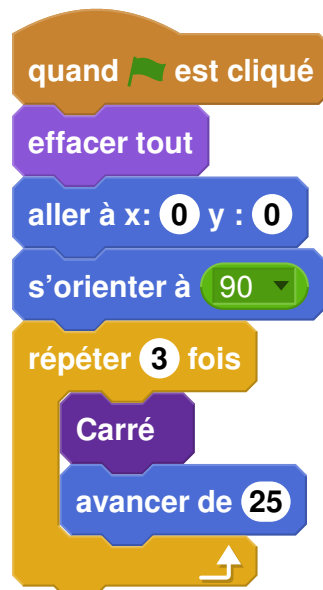 quand est cliqué
effacer tout
aller à x: 0 y : 0
s’orienter à 90
répéter 3 fois
Carré
avancer de 25